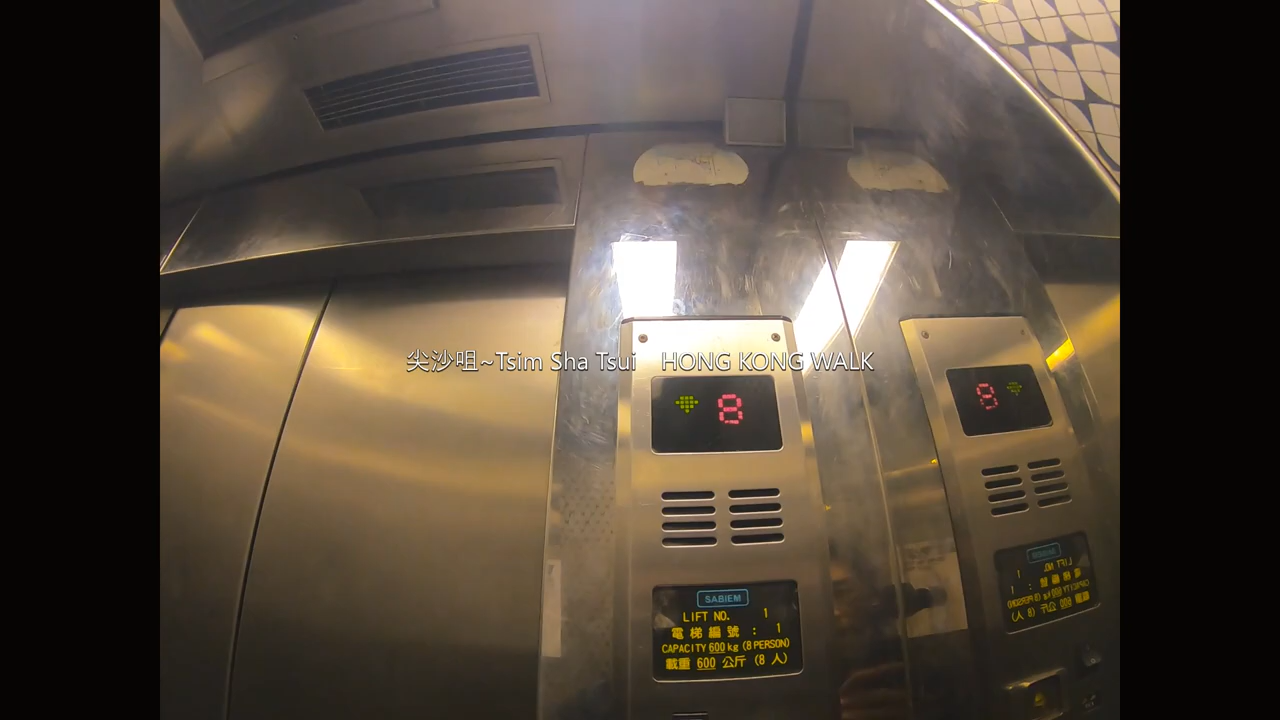 尖沙咀~Tsim Sha Tsui HONG KONG WALK
8
SABIEM
LIFT NO. 1
電梯編號 : 1
CAPACITY 600 kg (8 PERSON)
載重 600 公斤 (8 人)